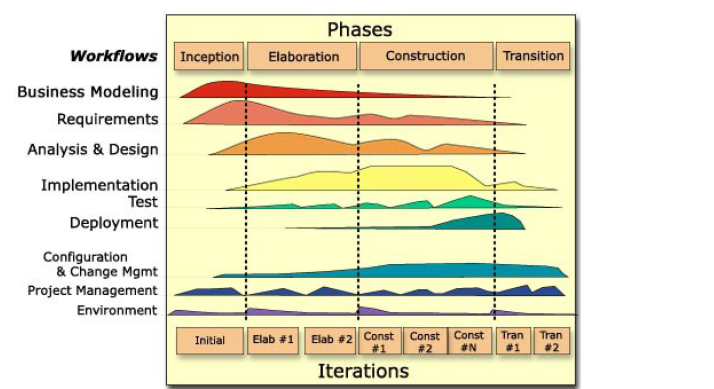 Phases
Workflows
Inception
Elaboration
Construction
Transition
Business Modeling
Requirements
Analysis & Design
Implementation
Test
Deployment
Configuration
& Change Mgmt
Project Management
Environment
Initial
Elab #1
Elab #2
Const
#1
Const
#2
Const
#N
Tran
#1
Tran
#2
Iterations